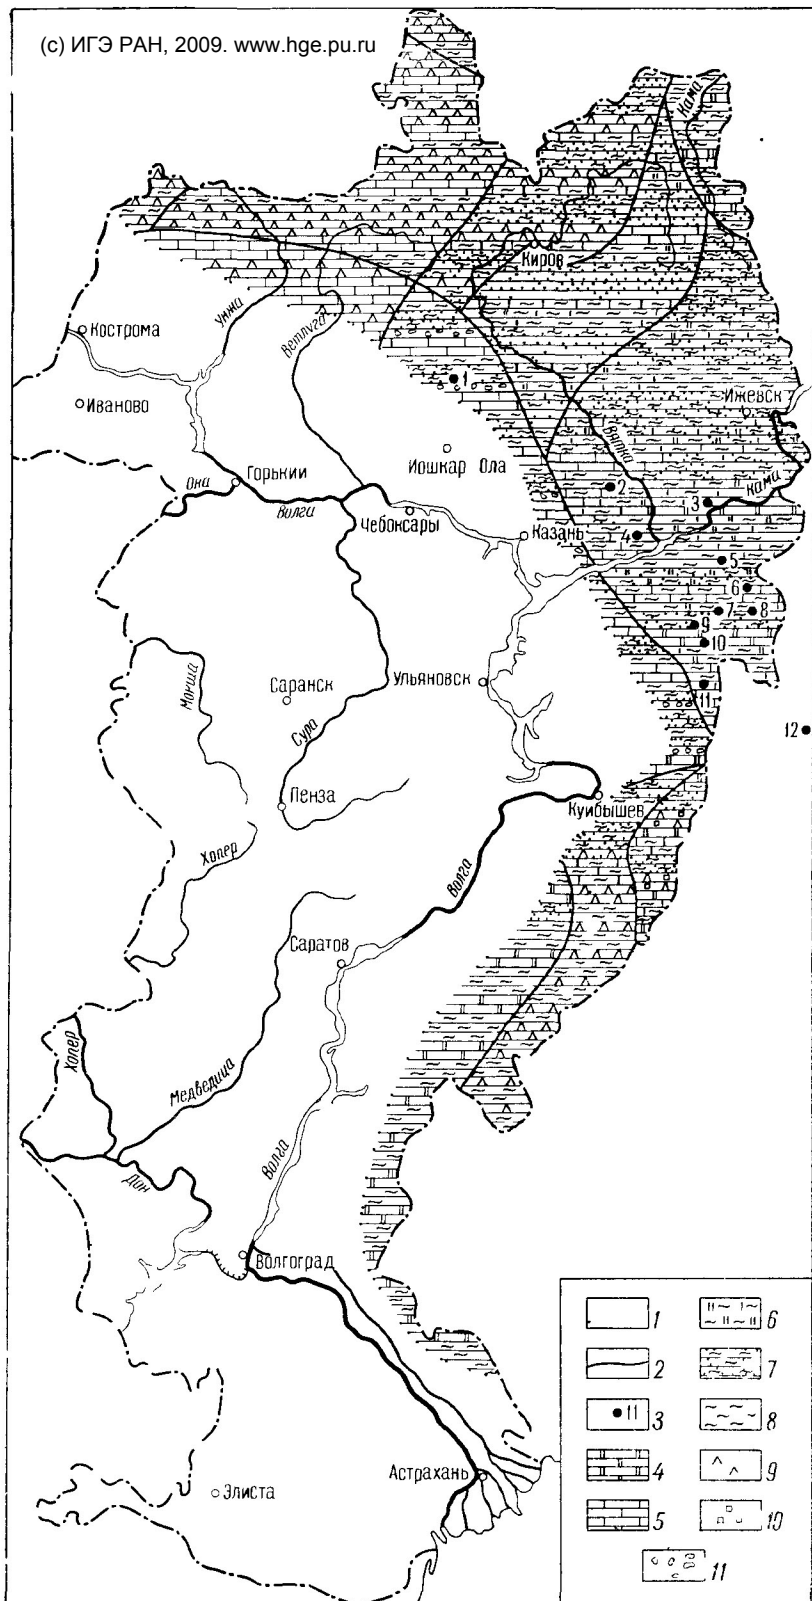 (с) ИГЭ РАН, 2009. www.hge.pu.ru
Кама
Киров
Кострома
Унжа
Ветлуга
Иваново
1
Ижевск
Вятка
Йошкар Ола
Ока
Горький
Волги
Чебоксары
2
3
Кама
Казань
4
5
6
7
8
9
10
11
12
Мокша
Саранск
Ульяновск
Сура
Пенза
Куйбышев
Хопер
Волга
Саратов
Хопер
Медведица
Волга
Дон
Волгоград
Астрахань
Элиста
1
2
11 3
4
5
6
7
8
9
10
11